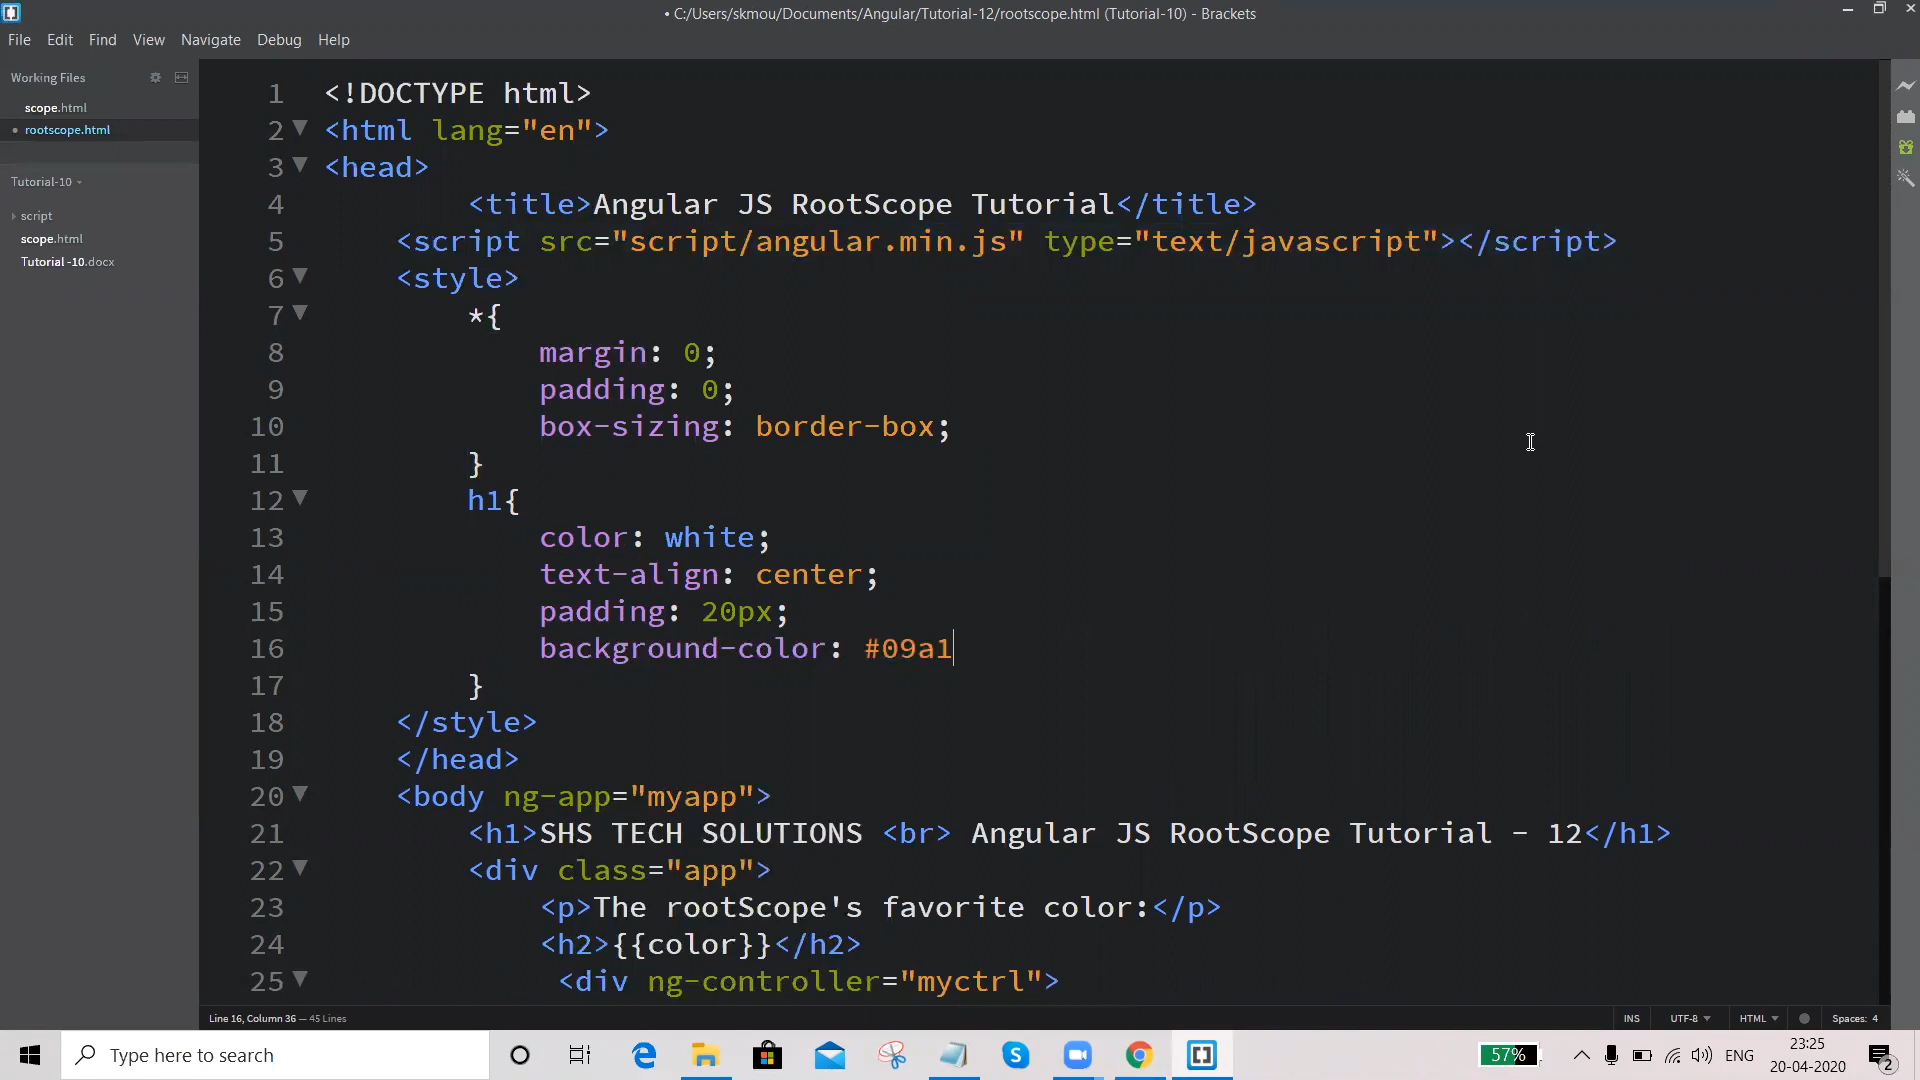 • C:/Users/skmou/Documents/Angular/Tutorial-12/rootscope.html (Tutorial-10) - Brackets
File Edit Find View Navigate Debug Help
Working Files
scope.html
• rootscope.html
Tutorial-10
script
scope.html
Tutorial -10.docx
1 <!DOCTYPE html>
2 <html lang="en">
3 <head>
4 <title>Angular JS RootScope Tutorial</title>
5 <script src="script/angular.min.js" type="text/javascript"></script>
6 <style>
7 *{
8 margin: 0;
9 padding: 0;
10 box-sizing: border-box;
11 }
12 h1{
13 color: white;
14 text-align: center;
15 padding: 20px;
16 background-color: #09a1
17 }
18 </style>
19 </head>
20 <body ng-app="myapp">
21 <h1>SHS TECH SOLUTIONS <br> Angular JS RootScope Tutorial - 12</h1>
22 <div class="app">
23 <p>The rootScope's favorite color:</p>
24 <h2>{{color}}</h2>
25 <div ng-controller="myctrl">
Line 16, Column 36 — 45 Lines
INS UTF-8 HTML Spaces: 4
Type here to search
57%
ENG
23:25
20-04-2020
2